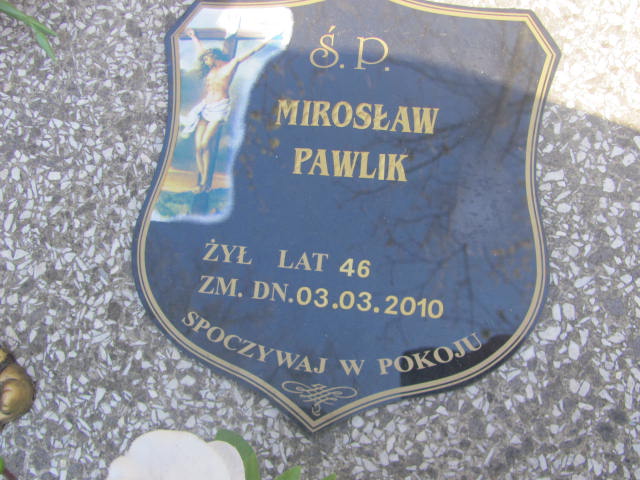 Ś.P.
MIROSŁAW
PAWLIK
ŻYŁ LAT 46
ZM. DN.03.03.2010
SPOCZYWAJ W POKOJU